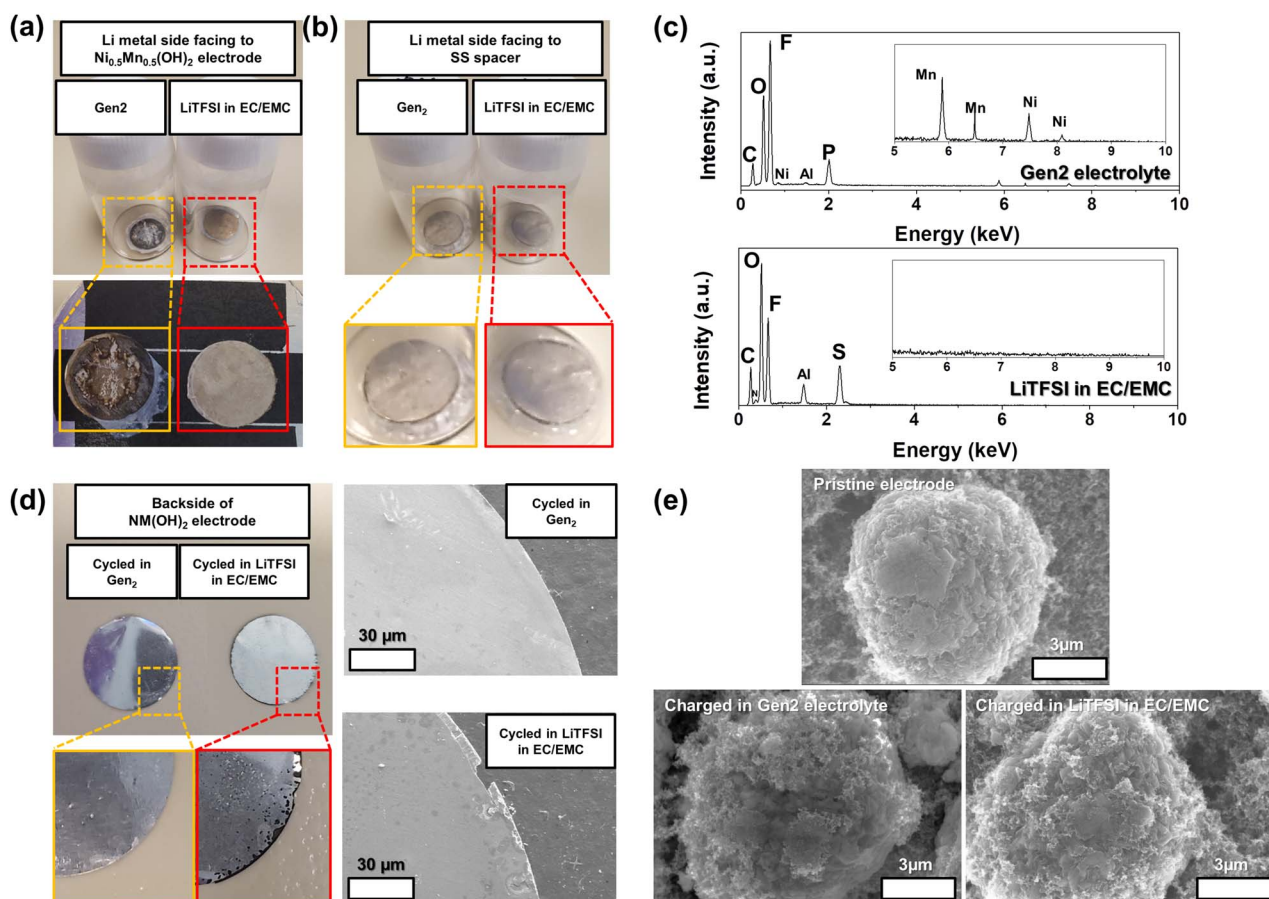 (a)
Li metal side facing to
Ni0.5Mn0.5(OH)2 electrode
Gen2
LiTFSI in EC/EMC
(b)
Li metal side facing to
SS spacer
Gen2
LiTFSI in EC/EMC
(c)
Intensity (a.u.)
C
O
F
Ni
Al
P
Mn
Mn
Ni
Ni
5 6 7 8 9 10
Gen2 electrolyte
0 2 4 6 8 10
Energy (keV)
Intensity (a.u.)
C
N
O
F
Al
S
5 6 7 8 9 10
LiTFSI in EC/EMC
0 2 4 6 8 10
Energy (keV)
(d)
Backside of
NM(OH)2 electrode
Cycled in
Gen2
Cycled in LiTFSI
in EC/EMC
Cycled in
Gen2
30 μm
Cycled in LiTFSI
in EC/EMC
30 μm
(e)
Pristine electrode
3μm
Charged in Gen2 electrolyte
3μm
Charged in LiTFSI in EC/EMC
3μm